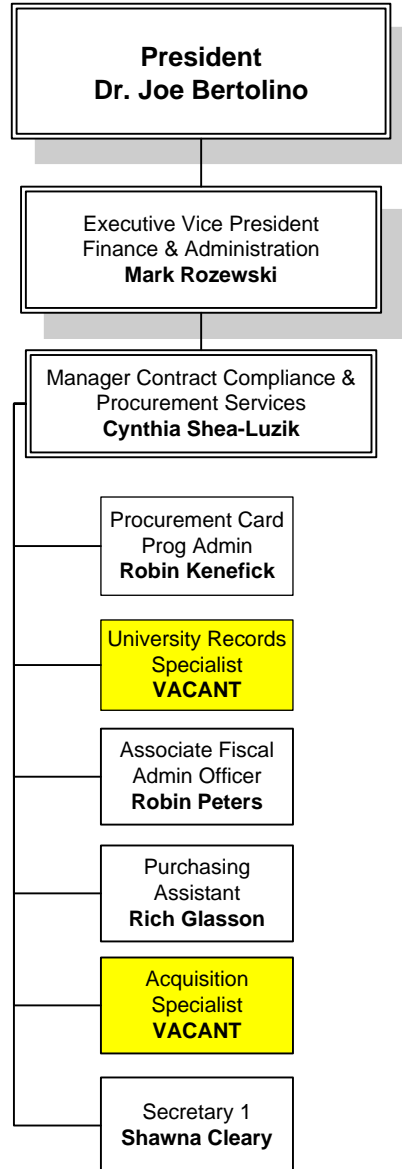 President
Dr. Joe Bertolino
Executive Vice President
Finance & Administration
Mark Rozewski
Manager Contract Compliance &
Procurement Services
Cynthia Shea-Luzik
Procurement Card
Prog Admin
Robin Kenefick
University Records
Specialist
VACANT
Associate Fiscal
Admin Officer
Robin Peters
Purchasing
Assistant
Rich Glasson
Acquisition
Specialist
VACANT
Secretary 1
Shawna Cleary